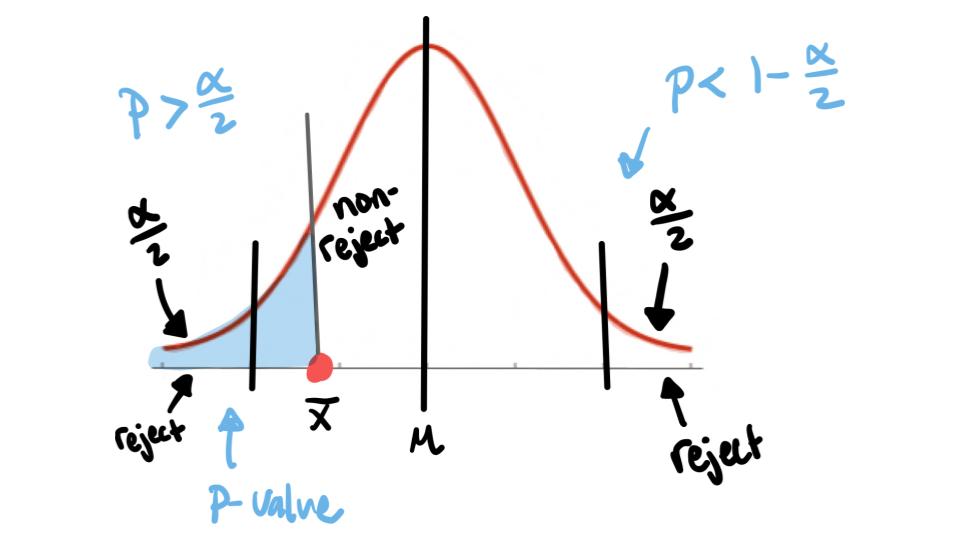 P > α/2
P < 1 - α/2
α/2
α/2
non-
reject
reject
x̄
μ
reject
P-value